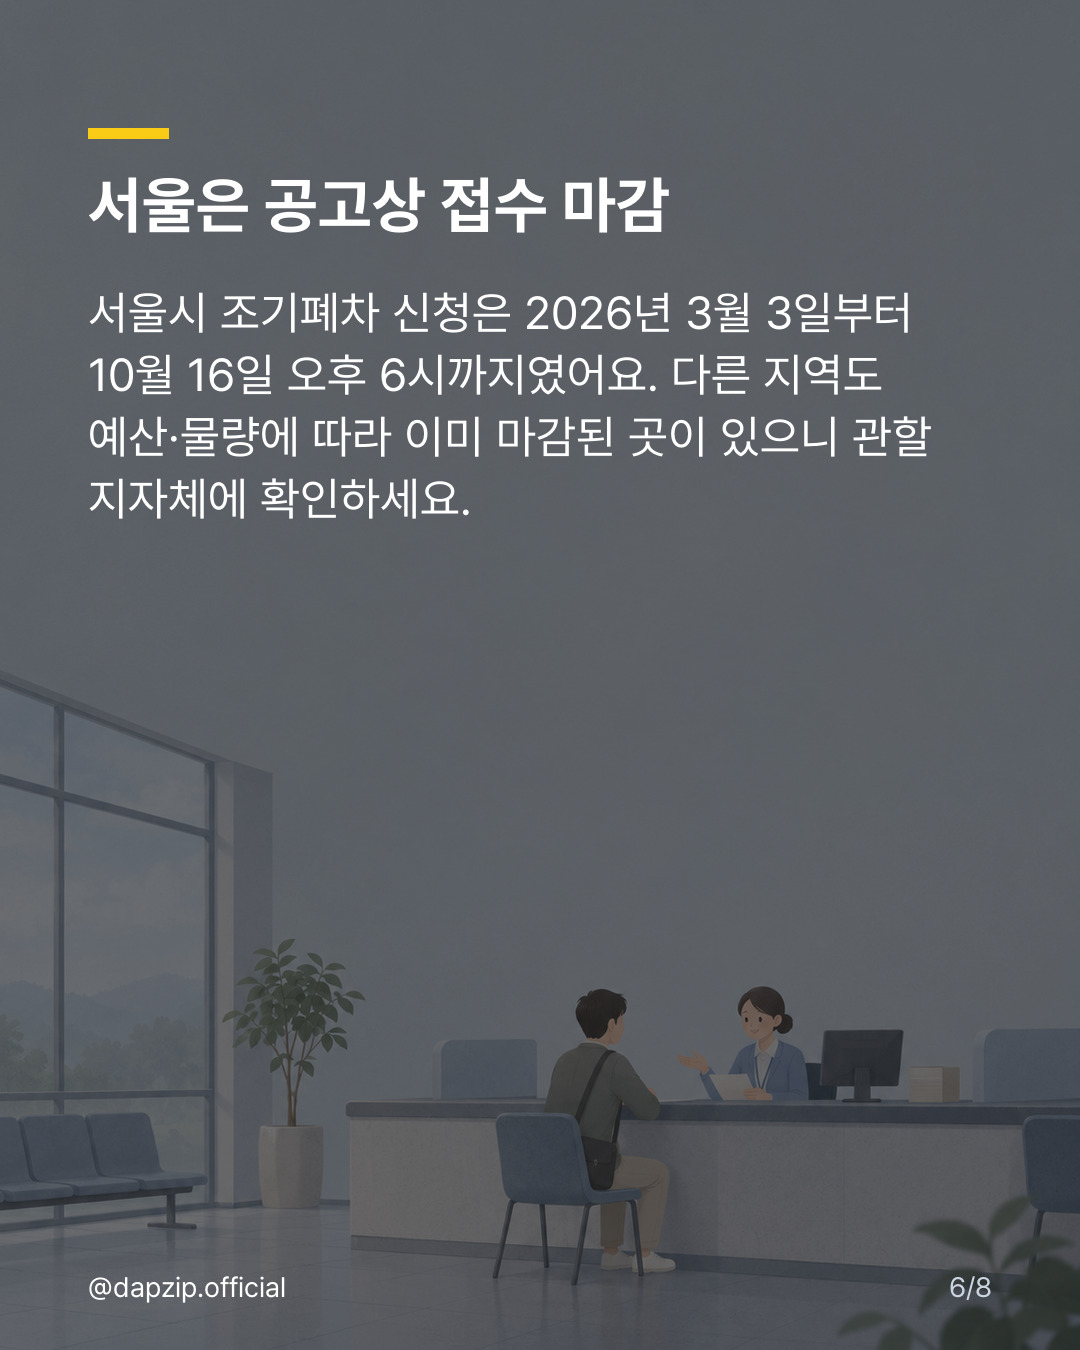 서울은 공고상 접수 마감
서울시 조기폐차 신청은 2026년 3월 3일부터
10월 16일 오후 6시까지였어요. 다른 지역도
예산·물량에 따라 이미 마감된 곳이 있으니 관할
지자체에 확인하세요.
@dapzip.official
6/8